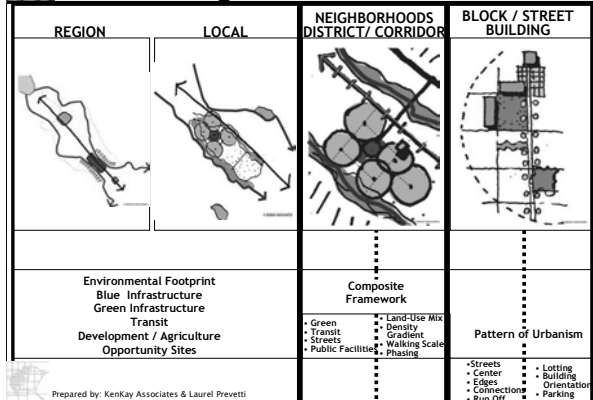 REGION
LOCAL
NEIGHBORHOODS
DISTRICT/ CORRIDOR
BLOCK / STREET
BUILDING
Environmental Footprint
Blue Infrastructure
Green Infrastructure
Transit
Development / Agriculture
Opportunity Sites
Composite
Framework
• Green
• Transit
• Streets
• Public Facilities
• Land-Use Mix
• Density
Gradient
• Walking Scale
• Phasing
Pattern of Urbanism
•Streets
• Center
• Edges
• Connections
• Run Off
• Lotting
• Building
Orientation
• Parking
Prepared by: KenKay Associates & Laurel Prevetti